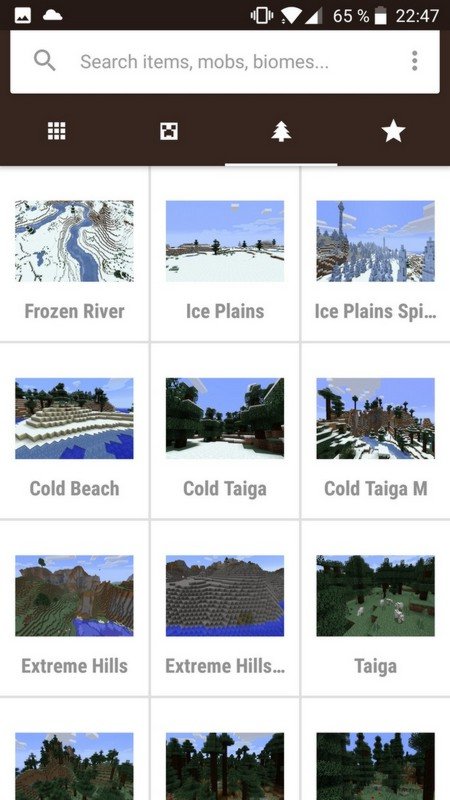 65 % 22:47
Search items, mobs, biomes...
Frozen River
Ice Plains
Ice Plains Spi...
Cold Beach
Cold Taiga
Cold Taiga M
Extreme Hills
Extreme Hills...
Taiga